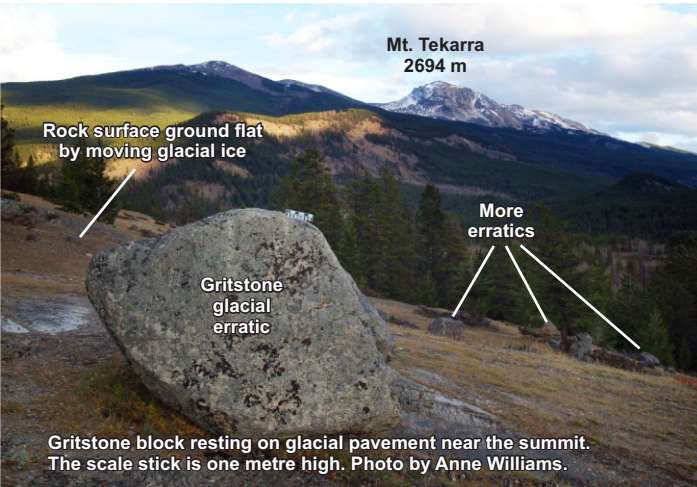 Mt. Tekarra
2694 m
Rock surface ground flat
by moving glacial ice
More
erratics
Gritstone
glacial
erratic
Gritstone block resting on glacial pavement near the summit.
The scale stick is one metre high. Photo by Anne Williams.